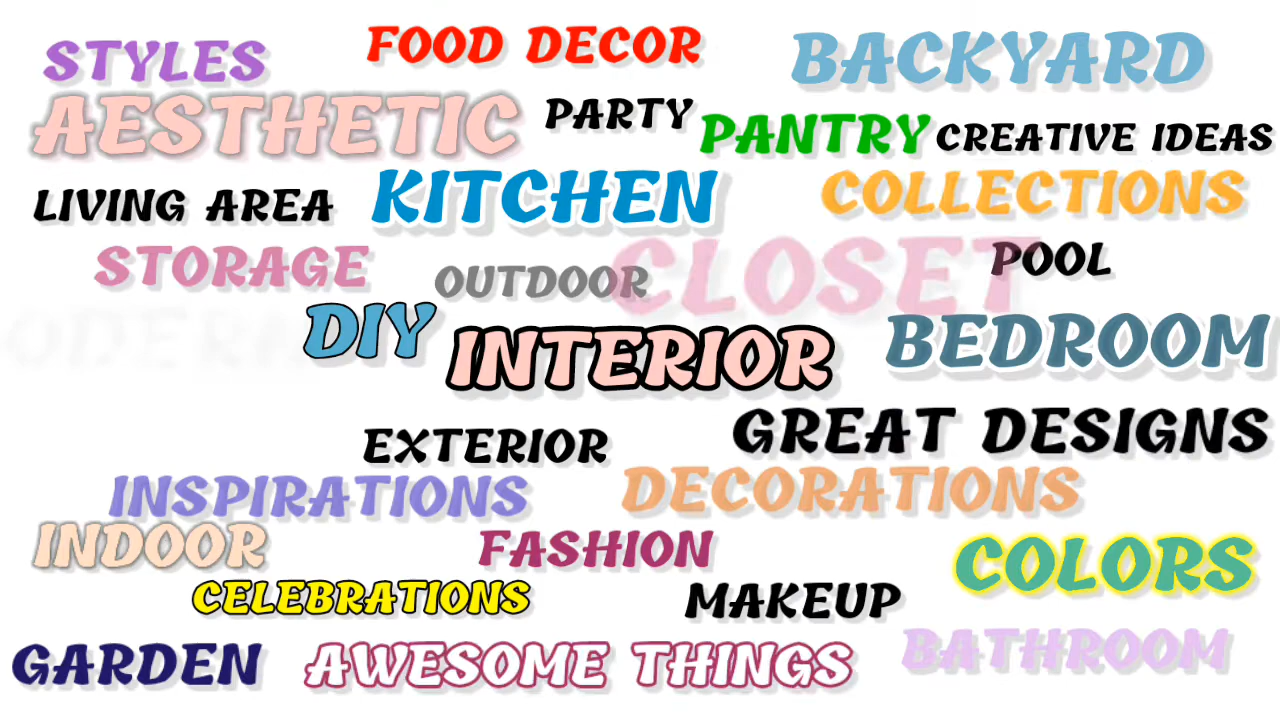 STYLES
FOOD DECOR
BACKYARD
AESTHETIC
PARTY
PANTRY
CREATIVE IDEAS
LIVING AREA
KITCHEN
COLLECTIONS
STORAGE
OUTDOOR
CLOSET
POOL
DIY
INTERIOR
BEDROOM
EXTERIOR
GREAT DESIGNS
INSPIRATIONS
DECORATIONS
INDOOR
FASHION
COLORS
CELEBRATIONS
MAKEUP
GARDEN
AWESOME THINGS
BATHROOM